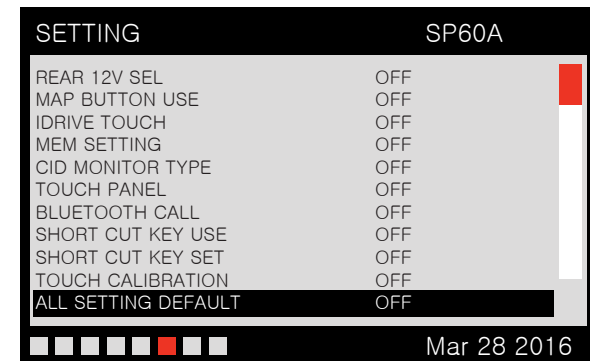 SETTING SP60A
REAR 12V SEL OFF
MAP BUTTON USE OFF
IDRIVE TOUCH OFF
MEM SETTING OFF
CID MONITOR TYPE OFF
TOUCH PANEL OFF
BLUETOOTH CALL OFF
SHORT CUT KEY USE OFF
SHORT CUT KEY SET OFF
TOUCH CALIBRATION OFF
ALL SETTING DEFAULT OFF
Mar 28 2016